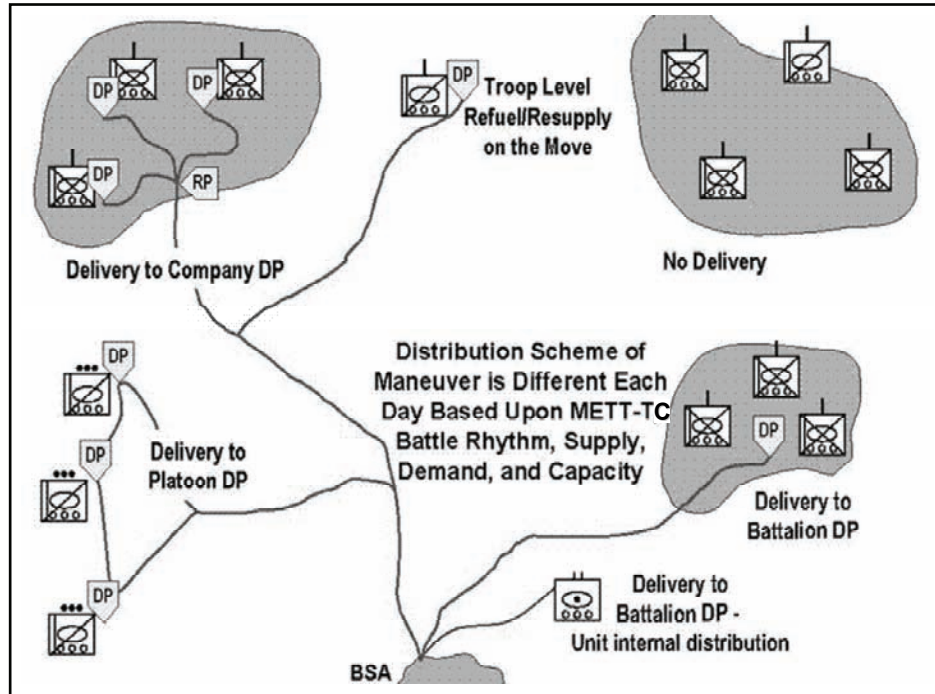 DP
DP
DP
RP
Delivery to Company DP
DP
Troop Level
Refuel/Resupply
on the Move
No Delivery
DP
DP
DP
Delivery to
Platoon DP
Distribution Scheme of
Maneuver is Different Each
Day Based Upon METT-TC
Battle Rhythm, Supply,
Demand, and Capacity
DP
Delivery to
Battalion DP
Delivery to
Battalion DP -
Unit internal distribution
BSA